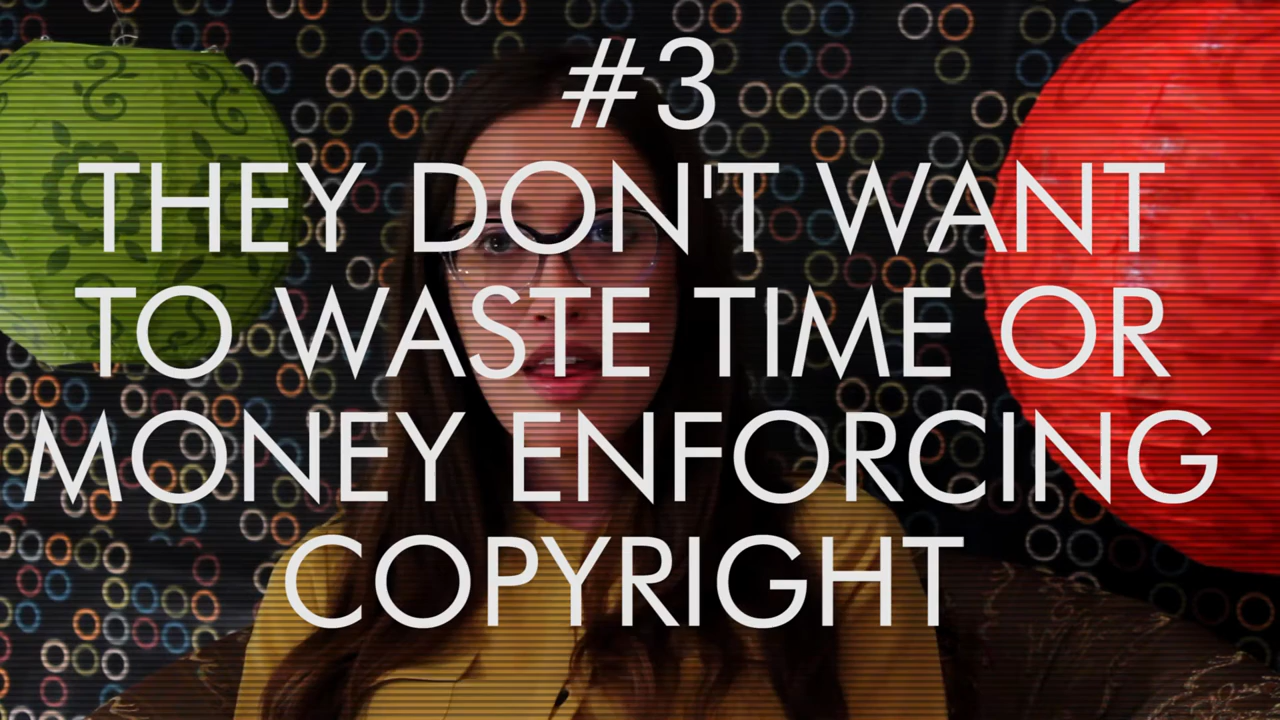 #3
THEY DON'T WANT
TO WASTE TIME OR
MONEY ENFORCING
COPYRIGHT